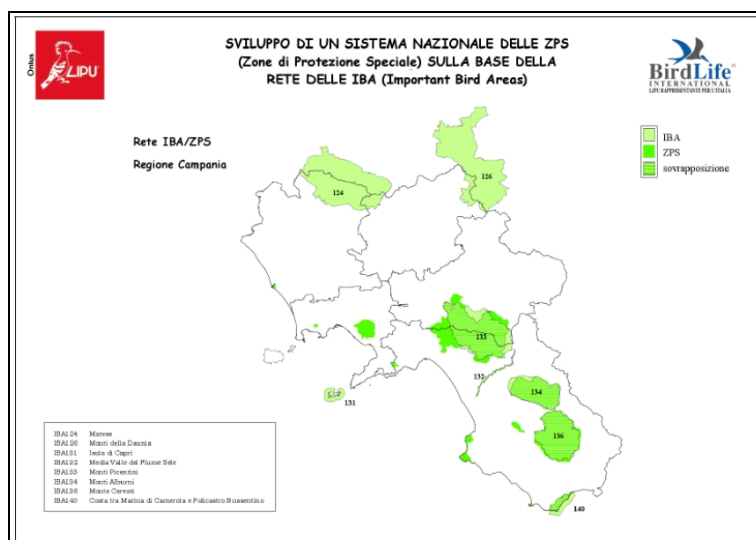 Onlus
LIPU
SVILUPPO DI UN SISTEMA NAZIONALE DELLE ZPS
(Zone di Protezione Speciale) SULLA BASE DELLA
RETE DELLE IBA (Important Bird Areas)
BirdLife
INTERNATIONAL
LIPU RAPPRESENTANTE PER L'ITALIA
Rete IBA/ZPS
Regione Campania
IBA
ZPS
sovrapposizione
124
126
133
132
131
134
136
140
IBA124 Matese
IBA126 Monti della Daunia
IBA131 Isola di Capri
IBA132 Media Valle del Fiume Sele
IBA133 Monti Picentini
IBA134 Monti Alburni
IBA136 Monte Cervati
IBA140 Costa tra Marina di Camerota e Policastro Bussentino